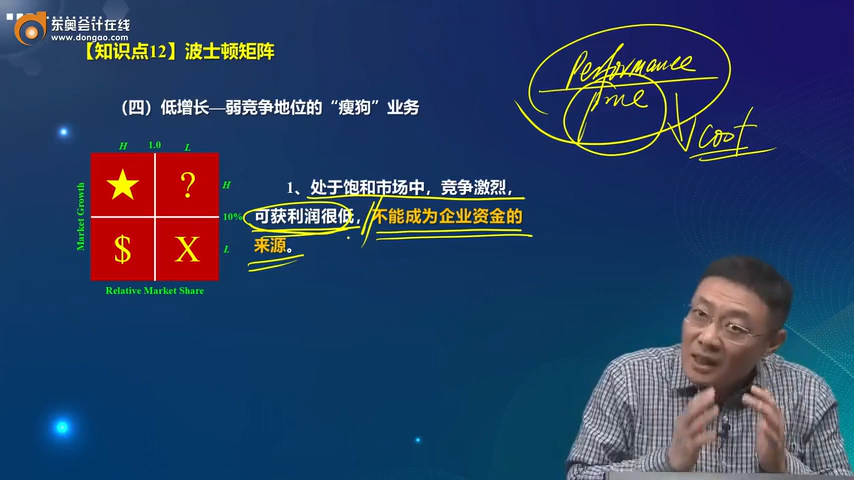 东奥会计在线
www.dongao.com
【知识点12】波士顿矩阵
Performance
price
cost
（四）低增长—弱竞争地位的“瘦狗”业务
H 1.0 L
★ ? H
Market Growth
10%
$ X L
Relative Market Share
1、处于饱和市场中，竞争激烈，
可获利润很低，不能成为企业资金的
来源。